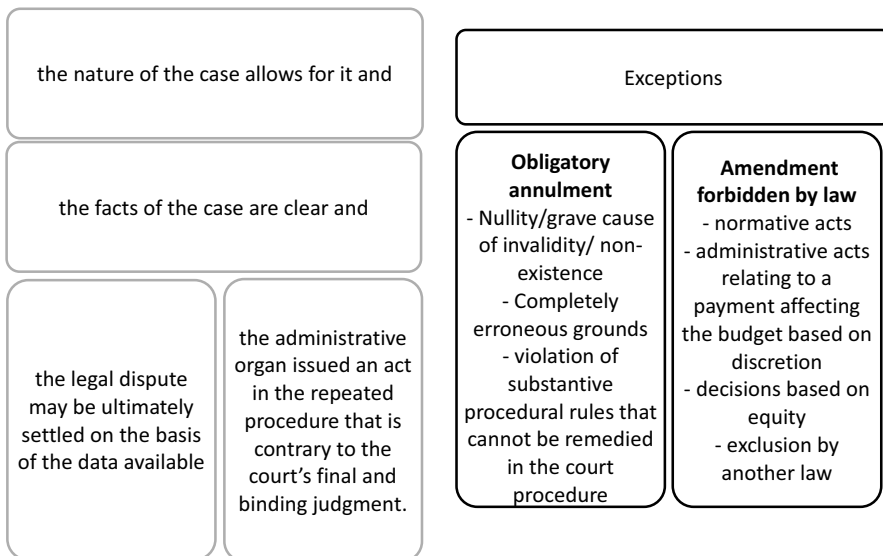 the nature of the case allows for it and
the facts of the case are clear and
the legal dispute
may be ultimately
settled on the basis
of the data available
the administrative
organ issued an act
in the repeated
procedure that is
contrary to the
court's final and
binding judgment.
Exceptions
Obligatory
annulment
- Nullity/grave cause
of invalidity/ non-
existence
- Completely
erroneous grounds
- violation of
substantive
procedural rules that
cannot be remedied
in the court
procedure
Amendment
forbidden by law
- normative acts
- administrative acts
relating to a
payment affecting
the budget based on
discretion
- decisions based on
equity
- exclusion by
another law